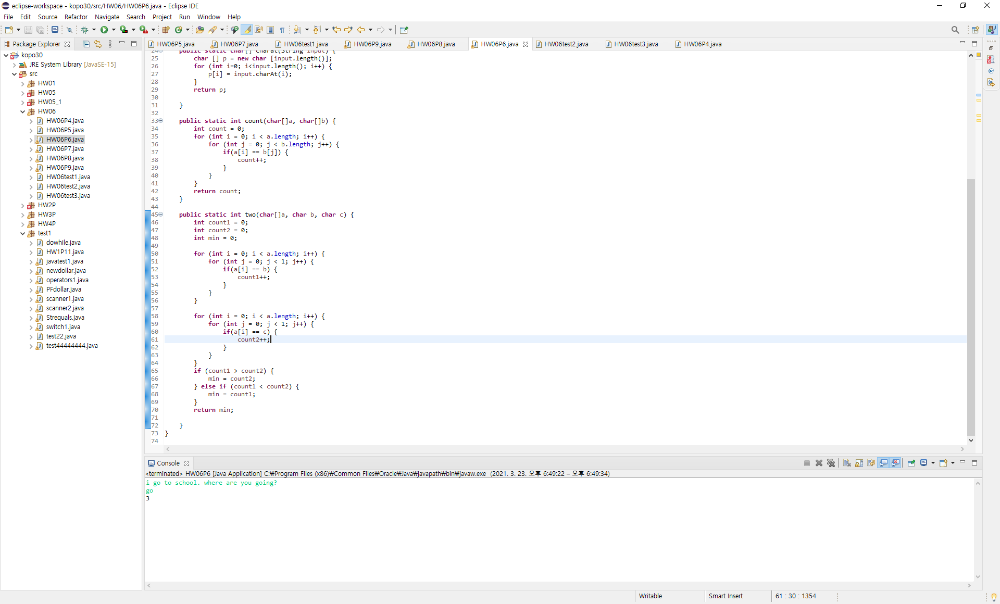 eclipse-workspace - kopo30/src/HW06/HW06P6.java - Eclipse IDE
File Edit Source Refactor Navigate Search Project Run Window Help
Package Explorer
HW06P5.java HW06P7.java HW06test1.java HW06P9.java HW06P8.java HW06P6.java HW06test2.java HW06test3.java HW06P4.java
kopo30
JRE System Library [JavaSE-15]
src
HW01
HW05
HW05_1
HW06
HW06P4.java
HW06P5.java
HW06P6.java
HW06P7.java
HW06P8.java
HW06P9.java
HW06test1.java
HW06test2.java
HW06test3.java
HW2P
HW3P
HW4P
test1
dowhile.java
HW1P11.java
javatest1.java
newdollar.java
operators1.java
PFdollar.java
scanner1.java
scanner2.java
Strequals.java
switch1.java
test22.java
test44444444.java
24 public static char[] charAt(String input) {
25 char [] p = new char [input.length()];
26 for (int i=0; i<input.length(); i++) {
27 p[i] = input.charAt(i);
28 }
29 return p;
30
31 }
32
33 public static int count(char[]a, char[]b) {
34 int count = 0;
35 for (int i = 0; i < a.length; i++) {
36 for (int j = 0; j < b.length; j++) {
37 if(a[i] == b[j]) {
38 count++;
39 }
40 }
41 }
42 return count;
43 }
44
45 public static int two(char[]a, char b, char c) {
46 int count1 = 0;
47 int count2 = 0;
48 int min = 0;
49
50 for (int i = 0; i < a.length; i++) {
51 for (int j = 0; j < 1; j++) {
52 if(a[i] == b) {
53 count1++;
54 }
55 }
56 }
57
58 for (int i = 0; i < a.length; i++) {
59 for (int j = 0; j < 1; j++) {
60 if(a[i] == c) {
61 count2++;
62 }
63 }
64 }
65 if (count1 > count2) {
66 min = count2;
67 } else if (count1 < count2) {
68 min = count1;
69 }
70 return min;
71
72 }
73 }
74
Console
<terminated> HW06P6 [Java Application] C:₩Program Files (x86)₩Common Files₩Oracle₩Java₩javapath₩bin₩javaw.exe (2021. 3. 23. 오후 6:49:22 – 오후 6:49:34)
i go to school. where are you going?
go
3
Writable Smart Insert 61 : 30 : 1354